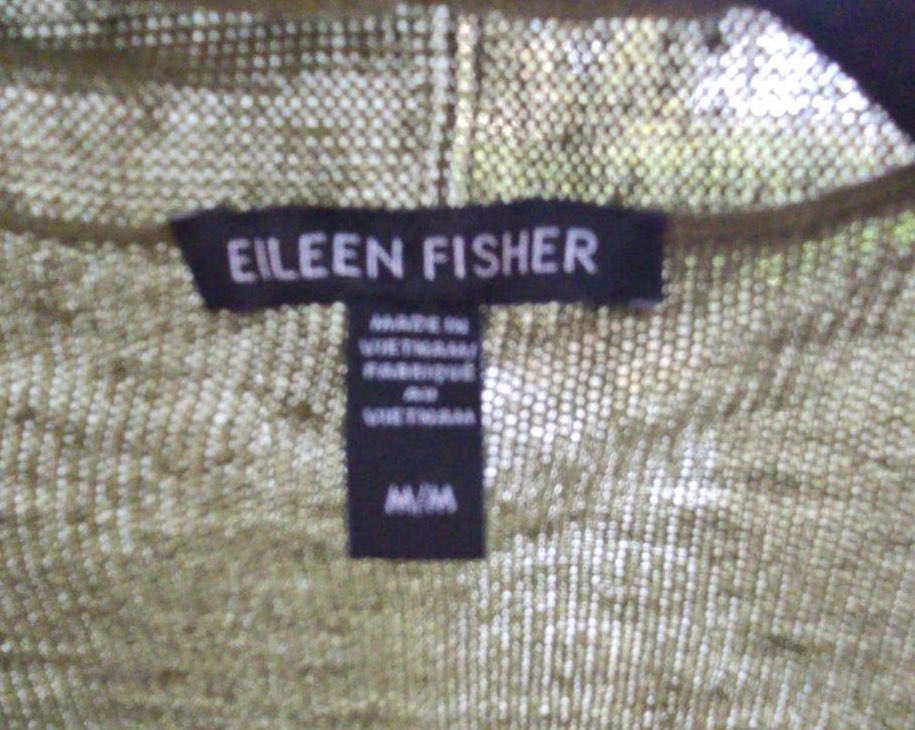 EILEEN FISHER
MADE IN
VIETNAM/
FABRIQUÉ
AU
VIETNAM
M/M